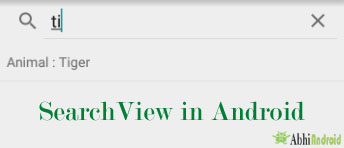 ti
Animal : Tiger
SearchView in Android
AbhiAndroid